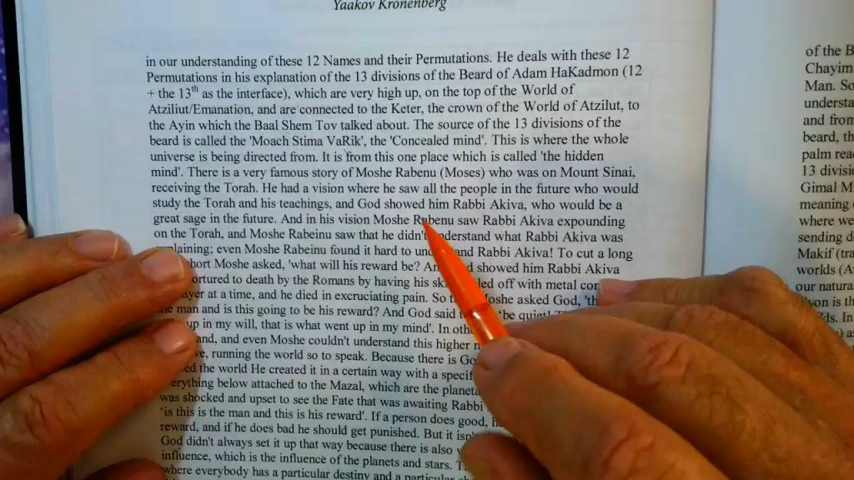 Yaakov Kronenberg
in our understanding of these 12 Names and their Permutations. He deals with these 12
Permutations in his explanation of the 13 divisions of the Beard of Adam HaKadmon (12
+ the 13th as the interface), which are very high up, on the top of the World of
Atziliut/Emanation, and are connected to the Keter, the crown of the World of Atzilut, to
the Ayin which the Baal Shem Tov talked about. The source of the 13 divisions of the
beard is called the 'Moach Stima VaRik', the 'Concealed mind'. This is where the whole
universe is being directed from. It is from this one place which is called 'the hidden
mind'. There is a very famous story of Moshe Rabenu (Moses) who was on Mount Sinai,
receiving the Torah. He had a vision where he saw all the people in the future who would
study the Torah and his teachings, and God showed him Rabbi Akiva, who would be a
great sage in the future. And in his vision Moshe Rabenu saw Rabbi Akiva expounding
on the Torah, and Moshe Rabeinu saw that he didn't understand what Rabbi Akiva was
explaining; even Moshe Rabeinu found it hard to Rabbi Akiva! To cut a long
short Moshe asked, 'what will his reward be? showed him Rabbi Akiva
tortured to death by the Romans by having his off with metal
layer at a time, and he died in excruciating pain. So Moshe asked God,
man and is this going to be his reward? And God said 'be quiet!
up in my will, that is what went up in my mind'. In
and, and even Moshe couldn't understand this higher
running the world so to speak. Because there is
the world He created it in a certain way with a
everything below attached to the Mazal, which are the
was shocked and upset to see the Fate that was awaiting Rabbi
'is this is the man and this is his reward'. If a person does good,
reward, and if he does bad he should get punished. But it
God didn't always set it up that way because there is also
influence, which is the influence of the planets and stars.
where everybody has a particular destiny and a particular
of the B
Chayim
Man. So
understa
and from
beard, th
palm rea
13 divisi
Gimal M
meaning
where we
sending d
Makif (tra
worlds (A
our natura
is th
In